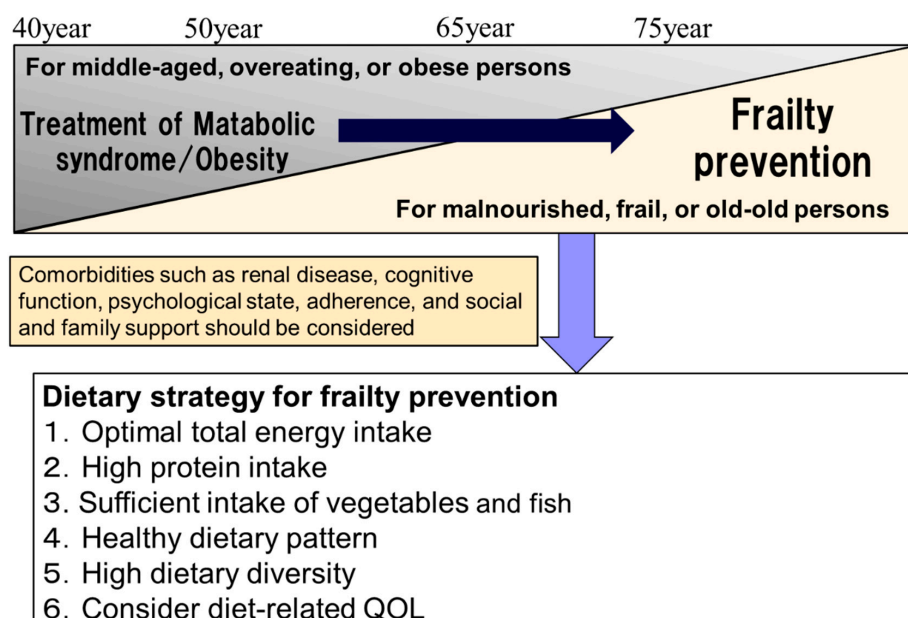 40year 50year 65year 75year
For middle-aged, overeating, or obese persons
Treatment of Matabolic
syndrome/Obesity
Frailty
prevention
For malnourished, frail, or old-old persons
Comorbidities such as renal disease, cognitive
function, psychological state, adherence, and social
and family support should be considered
Dietary strategy for frailty prevention
1. Optimal total energy intake
2. High protein intake
3. Sufficient intake of vegetables and fish
4. Healthy dietary pattern
5. High dietary diversity
6. Consider diet-related QOL